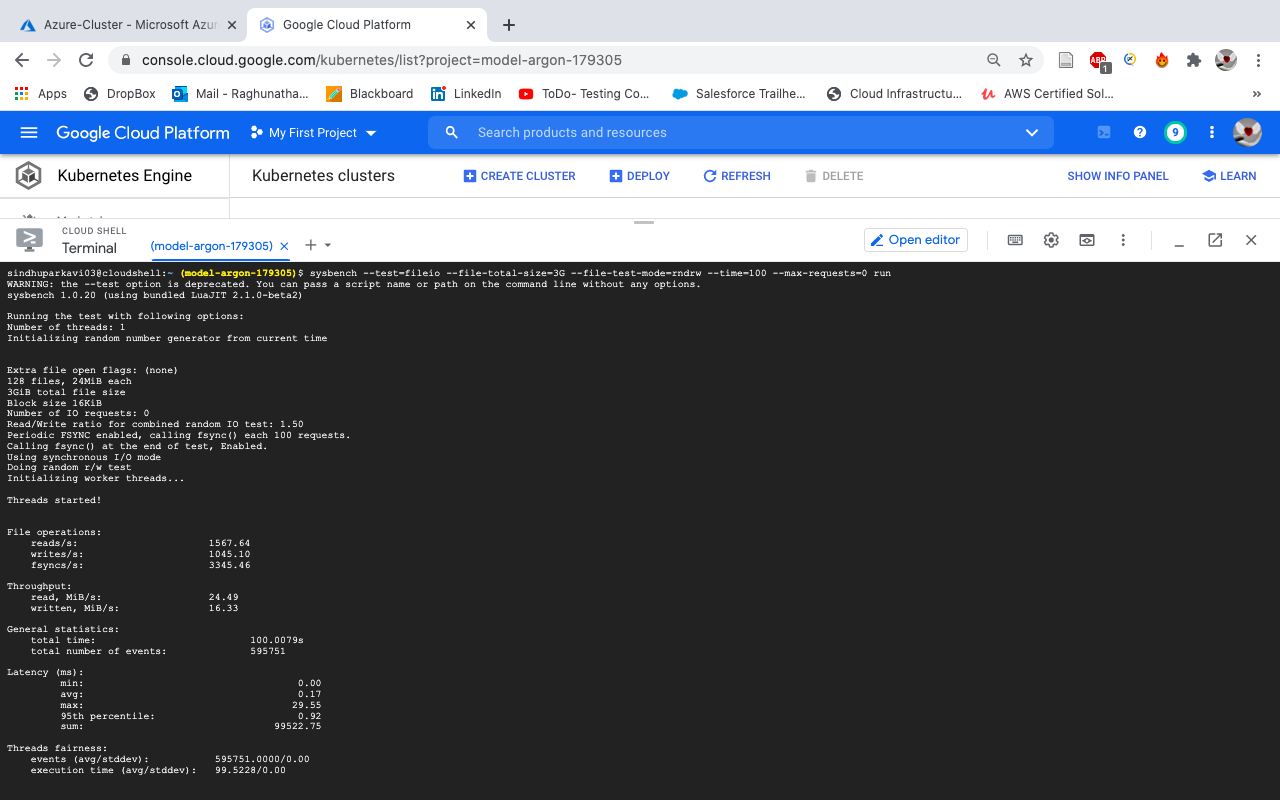 Azure-Cluster - Microsoft Azur
Google Cloud Platform
console.cloud.google.com/kubernetes/list?project=model-argon-179305
ABP
1
Apps
DropBox
Mail - Raghunatha...
Blackboard
LinkedIn
ToDo- Testing Co...
Salesforce Trailhe...
Cloud Infrastructu...
AWS Certified Sol...
»
Google Cloud Platform
My First Project
Search products and resources
9
Kubernetes Engine
Kubernetes clusters
CREATE CLUSTER
DEPLOY
REFRESH
DELETE
SHOW INFO PANEL
LEARN
CLOUD SHELL
Terminal
(model-argon-179305)
Open editor
sindhuparkavi03@cloudshell:~ (model-argon-179305)$ sysbench --test=fileio --file-total-size=3G --file-test-mode=rndrw --time=100 --max-requests=0 run
WARNING: the --test option is deprecated. You can pass a script name or path on the command line without any options.
sysbench 1.0.20 (using bundled LuaJIT 2.1.0-beta2)
Running the test with following options:
Number of threads: 1
Initializing random number generator from current time
Extra file open flags: (none)
128 files, 24MiB each
3GiB total file size
Block size 16KiB
Number of IO requests: 0
Read/Write ratio for combined random IO test: 1.50
Periodic FSYNC enabled, calling fsync() each 100 requests.
Calling fsync() at the end of test, Enabled.
Using synchronous I/O mode
Doing random r/w test
Initializing worker threads...
Threads started!
File operations:
reads/s: 1567.64
writes/s: 1045.10
fsyncs/s: 3345.46
Throughput:
read, MiB/s: 24.49
written, MiB/s: 16.33
General statistics:
total time: 100.0079s
total number of events: 595751
Latency (ms):
min: 0.00
avg: 0.17
max: 29.55
95th percentile: 0.92
sum: 99522.75
Threads fairness:
events (avg/stddev): 595751.0000/0.00
execution time (avg/stddev): 99.5228/0.00